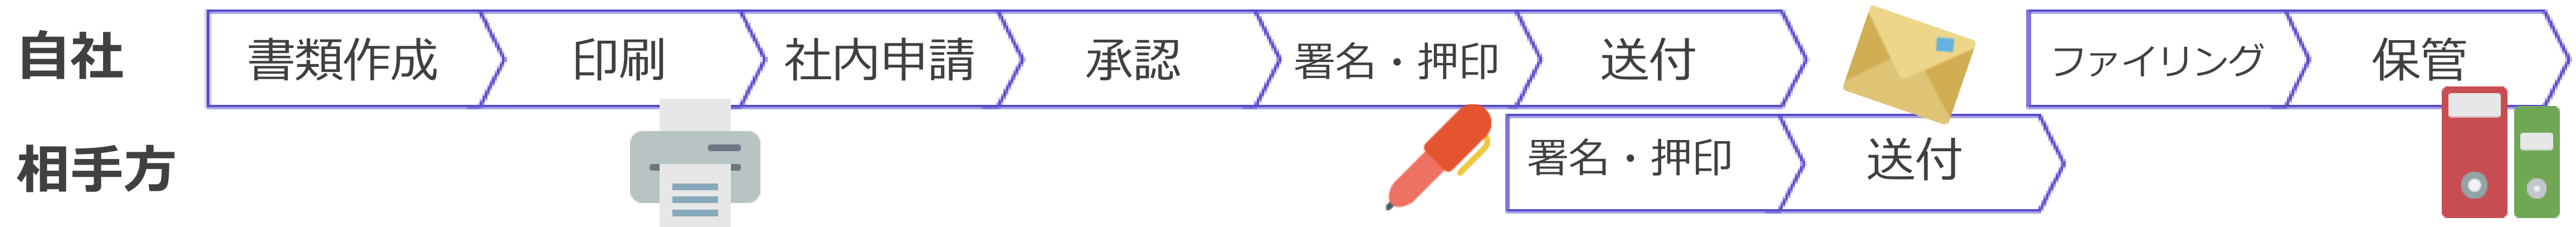 自社 書類作成 印刷 社内申請 承認 署名・押印 送付 ファイリング 保管
相手方 署名・押印 送付